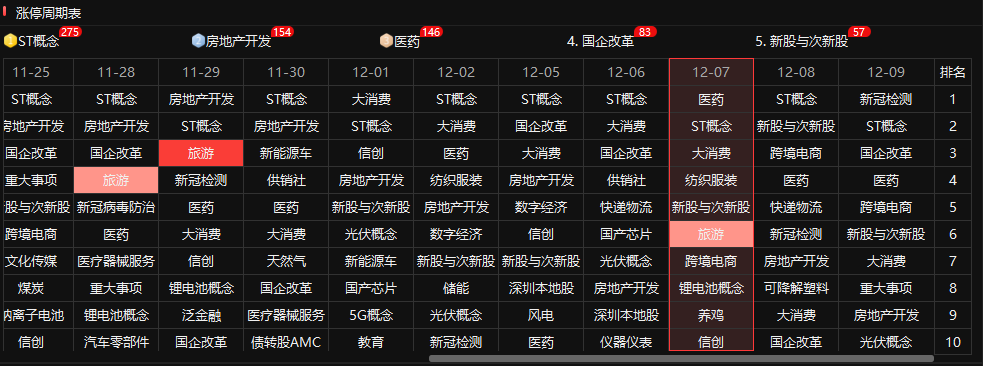 涨停周期表
ST概念 275 2 房地产开发 154 医药 146 4. 国企改革 83 5. 新股与次新股 57
11-25 11-28 11-29 11-30 12-01 12-02 12-05 12-06 12-07 12-08 12-09 排名
ST概念 ST概念 房地产开发 ST概念 大消费 ST概念 ST概念 ST概念 医药 ST概念 新冠检测 1
房地产开发 房地产开发 ST概念 房地产开发 ST概念 大消费 国企改革 大消费 ST概念 新股与次新股 ST概念 2
国企改革 国企改革 旅游 新能源车 信创 医药 大消费 国企改革 大消费 跨境电商 国企改革 3
重大事项 旅游 新冠检测 供销社 房地产开发 纺织服装 房地产开发 供销社 纺织服装 医药 医药 4
股与次新股 新冠病毒防治 医药 医药 新股与次新股 房地产开发 数字经济 快递物流 新股与次新股 快递物流 跨境电商 5
跨境电商 医药 大消费 大消费 光伏概念 数字经济 信创 国产芯片 旅游 新冠检测 新股与次新股 6
文化传媒 医疗器械服务 信创 天然气 新能源车 新股与次新股 新股与次新股 光伏概念 跨境电商 房地产开发 大消费 7
煤炭 重大事项 锂电池概念 国企改革 国产芯片 储能 深圳本地股 房地产开发 锂电池概念 可降解塑料 重大事项 8
钠离子电池 锂电池概念 泛金融 医疗器械服务 5G概念 光伏概念 风电 深圳本地股 养鸡 大消费 房地产开发 9
信创 汽车零部件 国企改革 债转股AMC 教育 新冠检测 医药 仪器仪表 信创 国企改革 光伏概念 10